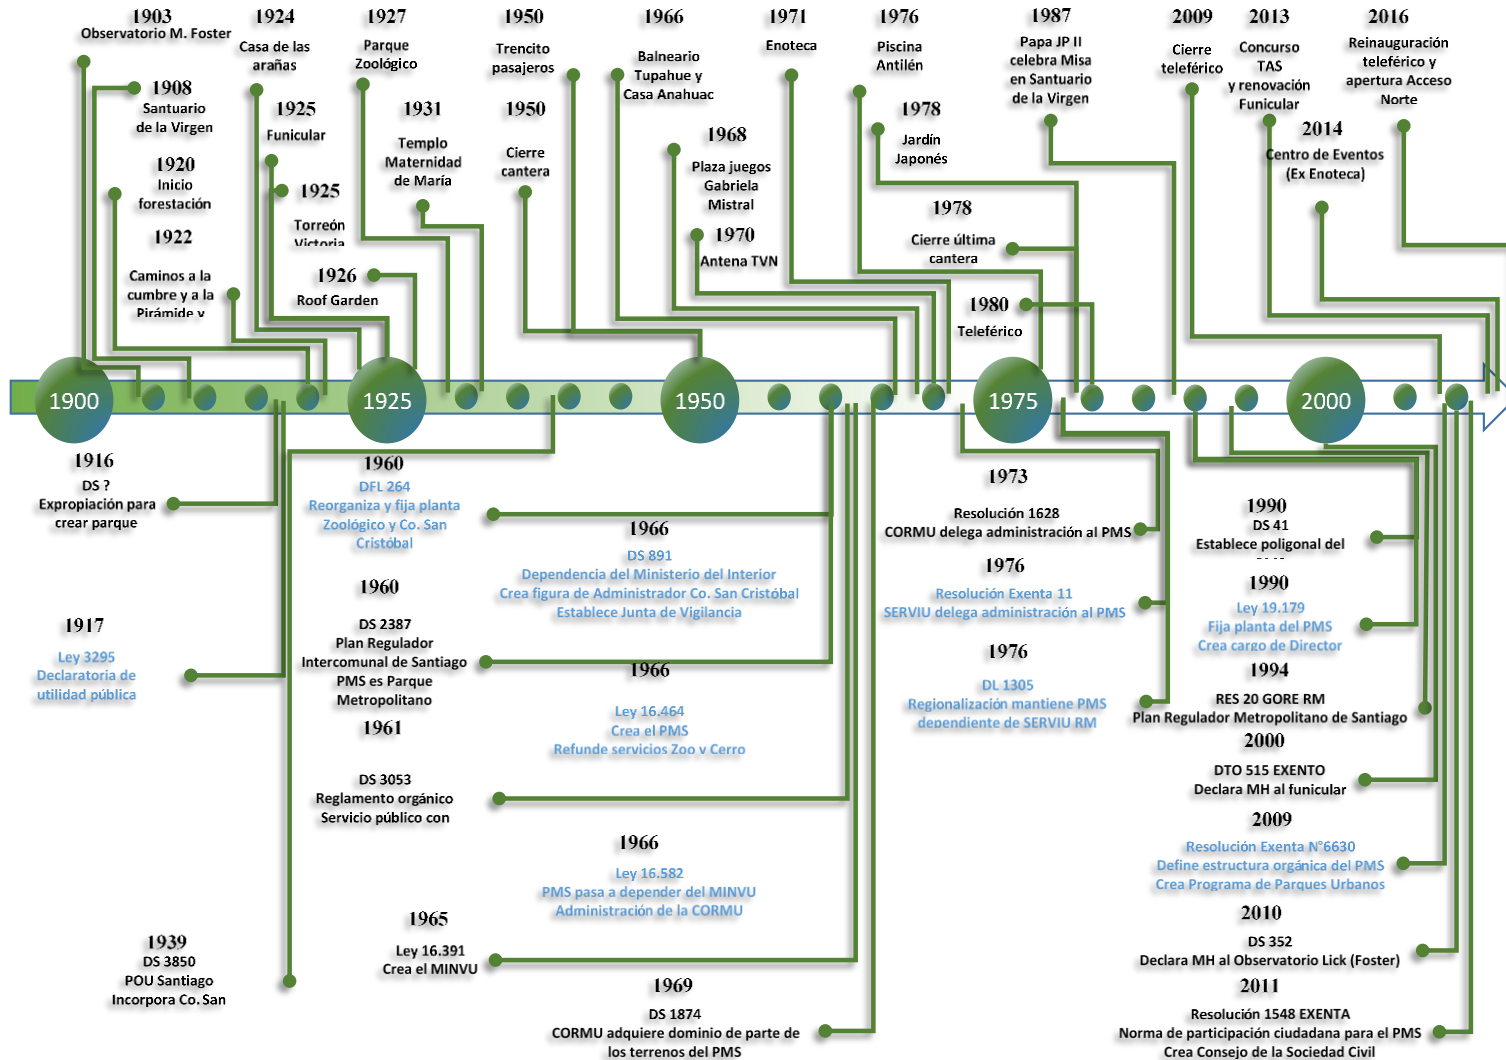 1903
Observatorio M. Foster
1908
Santuario
de la Virgen
1920
Inicio
forestación
1922
Caminos a la
cumbre y a la
Pirámide y
1924
Casa de las
arañas
1925
Funicular
1925
Torreón
Victoria
1926
Roof Garden
1927
Parque
Zoológico
1931
Templo
Maternidad
de María
1950
Trencito
pasajeros
1950
Cierre
cantera
1966
Balneario
Tupahue y
Casa Anahuac
1968
Plaza juegos
Gabriela
Mistral
1970
Antena TVN
1971
Enoteca
1976
Piscina
Antilén
1978
Jardín
Japonés
1978
Cierre última
cantera
1980
Teleférico
1987
Papa JP II
celebra Misa
en Santuario
de la Virgen
2009
Cierre
teleférico
2013
Concurso
TAS
y renovación
Funicular
2014
Centro de Eventos
(Ex Enoteca)
2016
Reinauguración
teleférico y
apertura Acceso
Norte
1900
1925
1950
1975
2000
1916
DS ?
Expropiación para
crear parque
1917
Ley 3295
Declaratoria de
utilidad pública
1939
DS 3850
POU Santiago
Incorpora Co. San
1960
DFL 264
Reorganiza y fija planta
Zoológico y Co. San
Cristóbal
1960
DS 2387
Plan Regulador
Intercomunal de Santiago
PMS es Parque
Metropolitano
1961
DS 3053
Reglamento orgánico
Servicio público con
1965
Ley 16.391
Crea el MINVU
1966
DS 891
Dependencia del Ministerio del Interior
Crea figura de Administrador Co. San Cristóbal
Establece Junta de Vigilancia
1966
Ley 16.464
Crea el PMS
Refunde servicios Zoo y Cerro
1966
Ley 16.582
PMS pasa a depender del MINVU
Administración de la CORMU
1969
DS 1874
CORMU adquiere dominio de parte de
los terrenos del PMS
1973
Resolución 1628
CORMU delega administración al PMS
1976
Resolución Exenta 11
SERVIU delega administración al PMS
1976
DL 1305
Regionalización mantiene PMS
dependiente de SERVIU RM
1990
DS 41
Establece poligonal del
1990
Ley 19.179
Fija planta del PMS
Crea cargo de Director
1994
RES 20 GORE RM
Plan Regulador Metropolitano de Santiago
2000
DTO 515 EXENTO
Declara MH al funicular
2009
Resolución Exenta N°6630
Define estructura orgánica del PMS
Crea Programa de Parques Urbanos
2010
DS 352
Declara MH al Observatorio Lick (Foster)
2011
Resolución 1548 EXENTA
Norma de participación ciudadana para el PMS
Crea Consejo de la Sociedad Civil